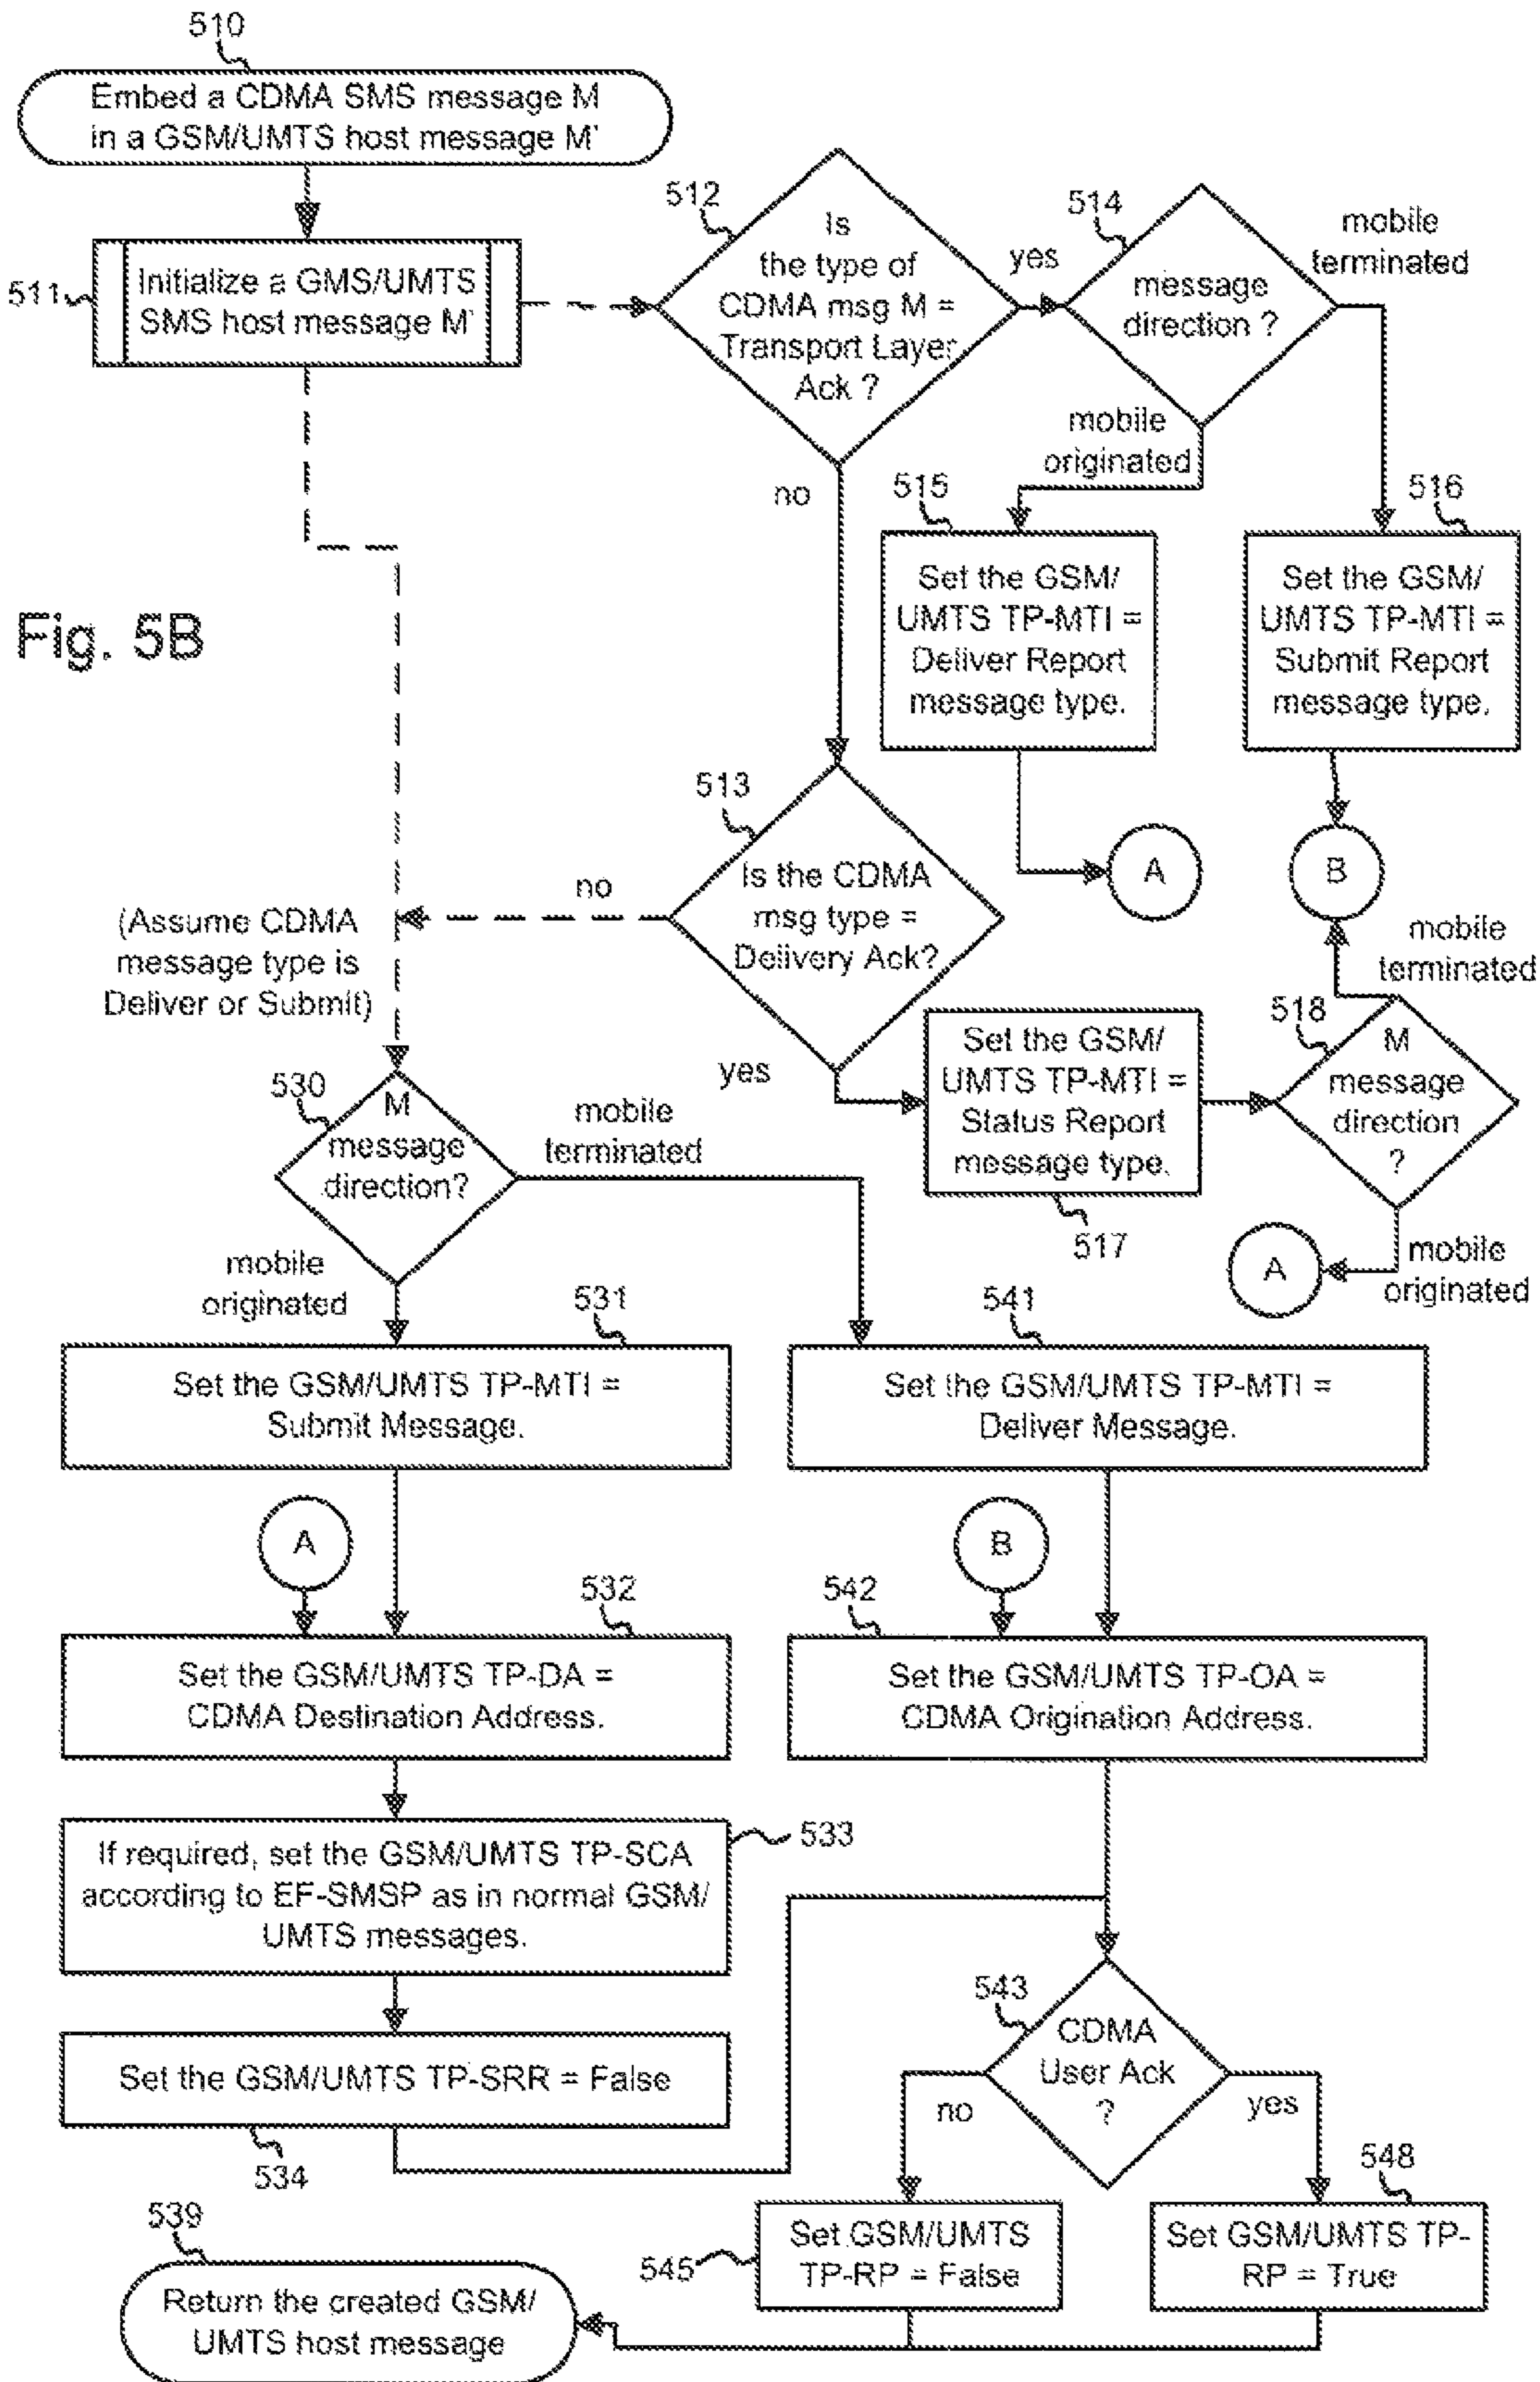 510
Embed a CDMA SMS message M
in a GSM/UMTS host message M'
511
Initialize a GMS/UMTS
SMS host message M'
512
Is
the type of
CDMA msg M =
Transport Layer
Ack ?
yes
no
514
message
direction ?
mobile
terminated
mobile
originated
515
Set the GSM/
UMTS TP-MTI =
Deliver Report
message type.
516
Set the GSM/
UMTS TP-MTI =
Submit Report
message type.
A
B
Fig. 5B
513
Is the CDMA
msg type =
Delivery Ack?
no
yes
(Assume CDMA
message type is
Deliver or Submit)
Set the GSM/
UMTS TP-MTI =
Status Report
message type.
517
518
M
message
direction
?
mobile
terminated
mobile
originated
A
530
M
message
direction?
mobile
terminated
mobile
originated
531
Set the GSM/UMTS TP-MTI =
Submit Message.
541
Set the GSM/UMTS TP-MTI =
Deliver Message.
A
B
532
Set the GSM/UMTS TP-DA =
CDMA Destination Address.
542
Set the GSM/UMTS TP-OA =
CDMA Origination Address.
533
If required, set the GSM/UMTS TP-SCA
according to EF-SMSP as in normal GSM/
UMTS messages.
Set the GSM/UMTS TP-SRR = False
534
543
CDMA
User Ack
?
no
yes
545
Set GSM/UMTS
TP-RP = False
548
Set GSM/UMTS TP-
RP = True
539
Return the created GSM/
UMTS host message